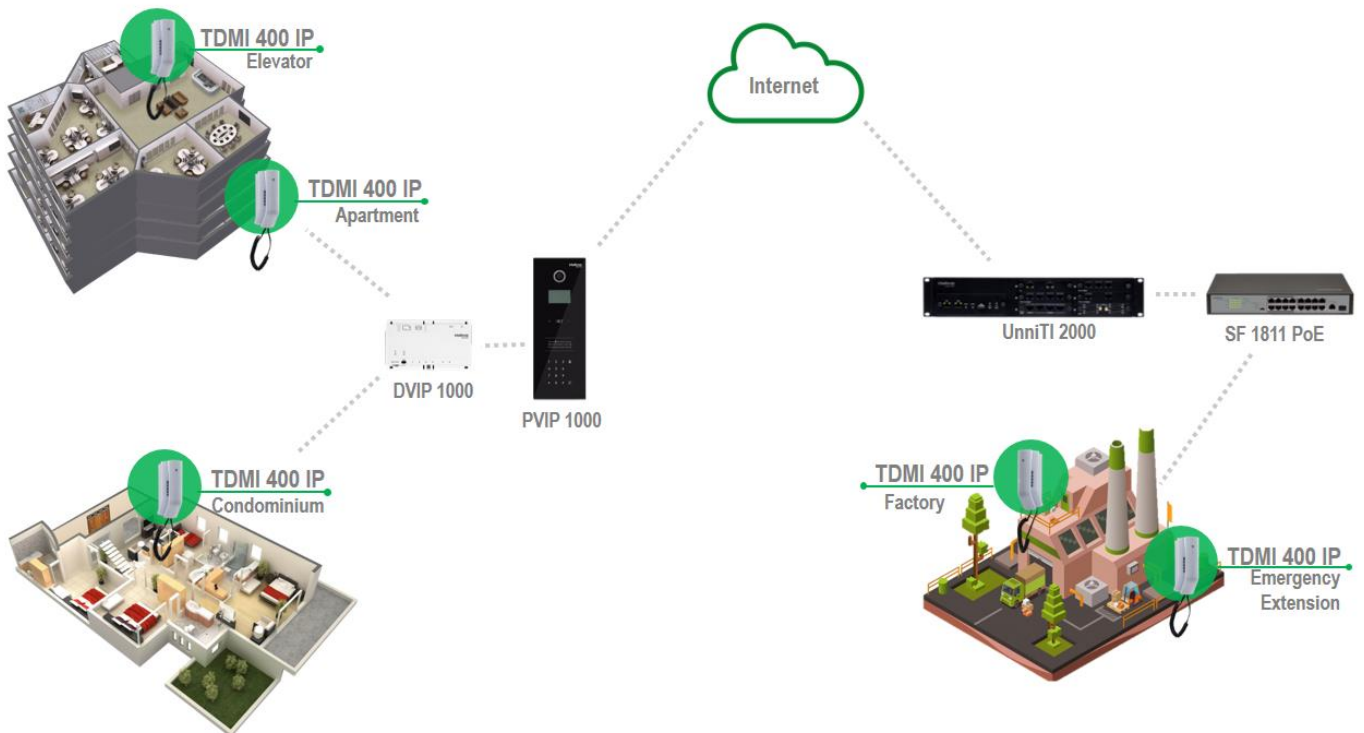 TDMI 400 IP
Elevator
TDMI 400 IP
Apartment
Internet
DVIP 1000
PVIP 1000
UnniTI 2000
SF 1811 PoE
TDMI 400 IP
Condominium
TDMI 400 IP
Factory
TDMI 400 IP
Emergency
Extension